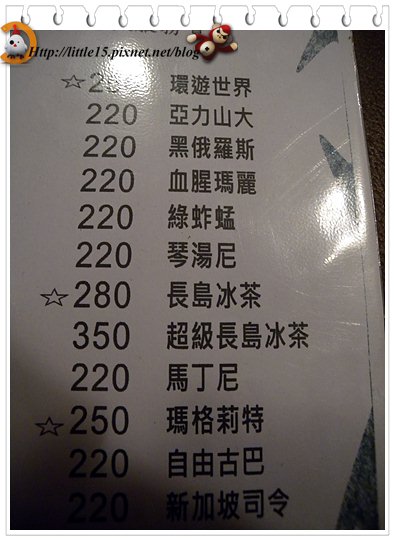 Http://little15.pixnet.net/blog
☆2 環遊世界
220 亞力山大
220 黑俄羅斯
220 血腥瑪麗
220 綠蚱蜢
220 琴湯尼
☆280 長島冰茶
350 超級長島冰茶
220 馬丁尼
☆250 瑪格莉特
220 自由古巴
220 新加坡司令